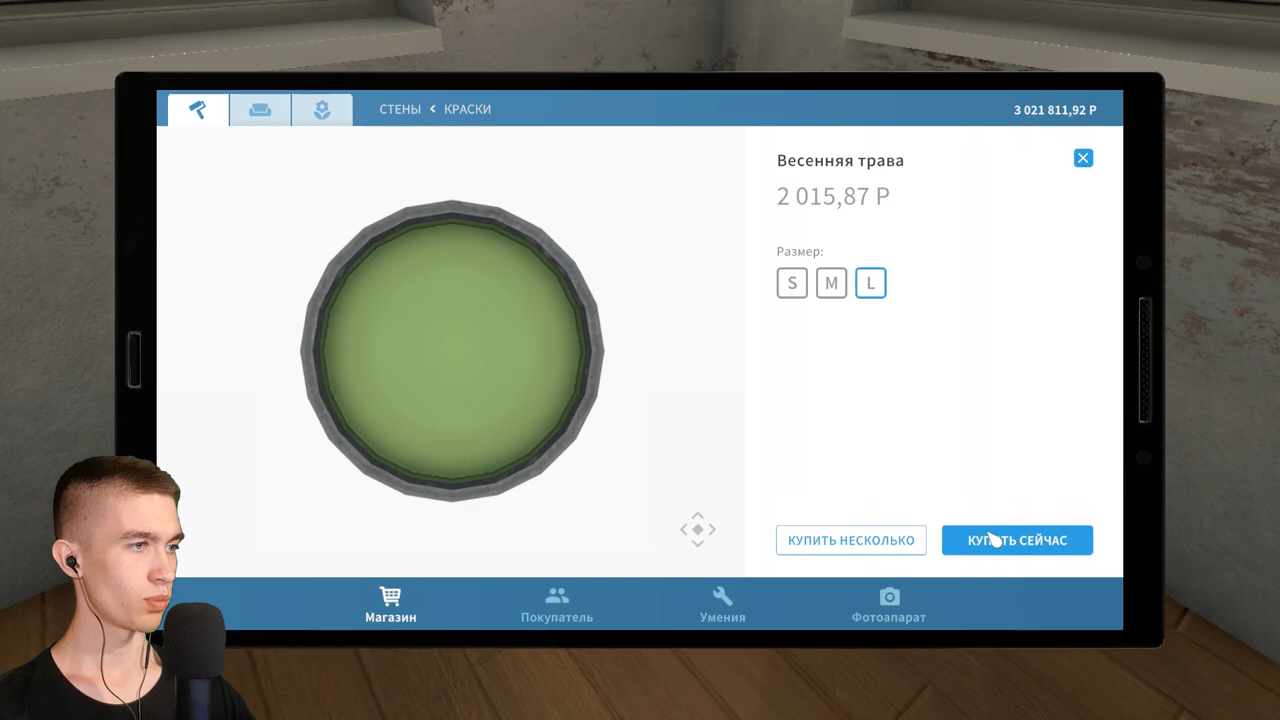 СТЕНЫ < КРАСКИ
3 021 811,92 Р
Весенняя трава
2 015,87 Р
Размер:
S M L
КУПИТЬ НЕСКОЛЬКО
КУПИТЬ СЕЙЧАС
Магазин
Покупатель
Умения
Фотоапарат